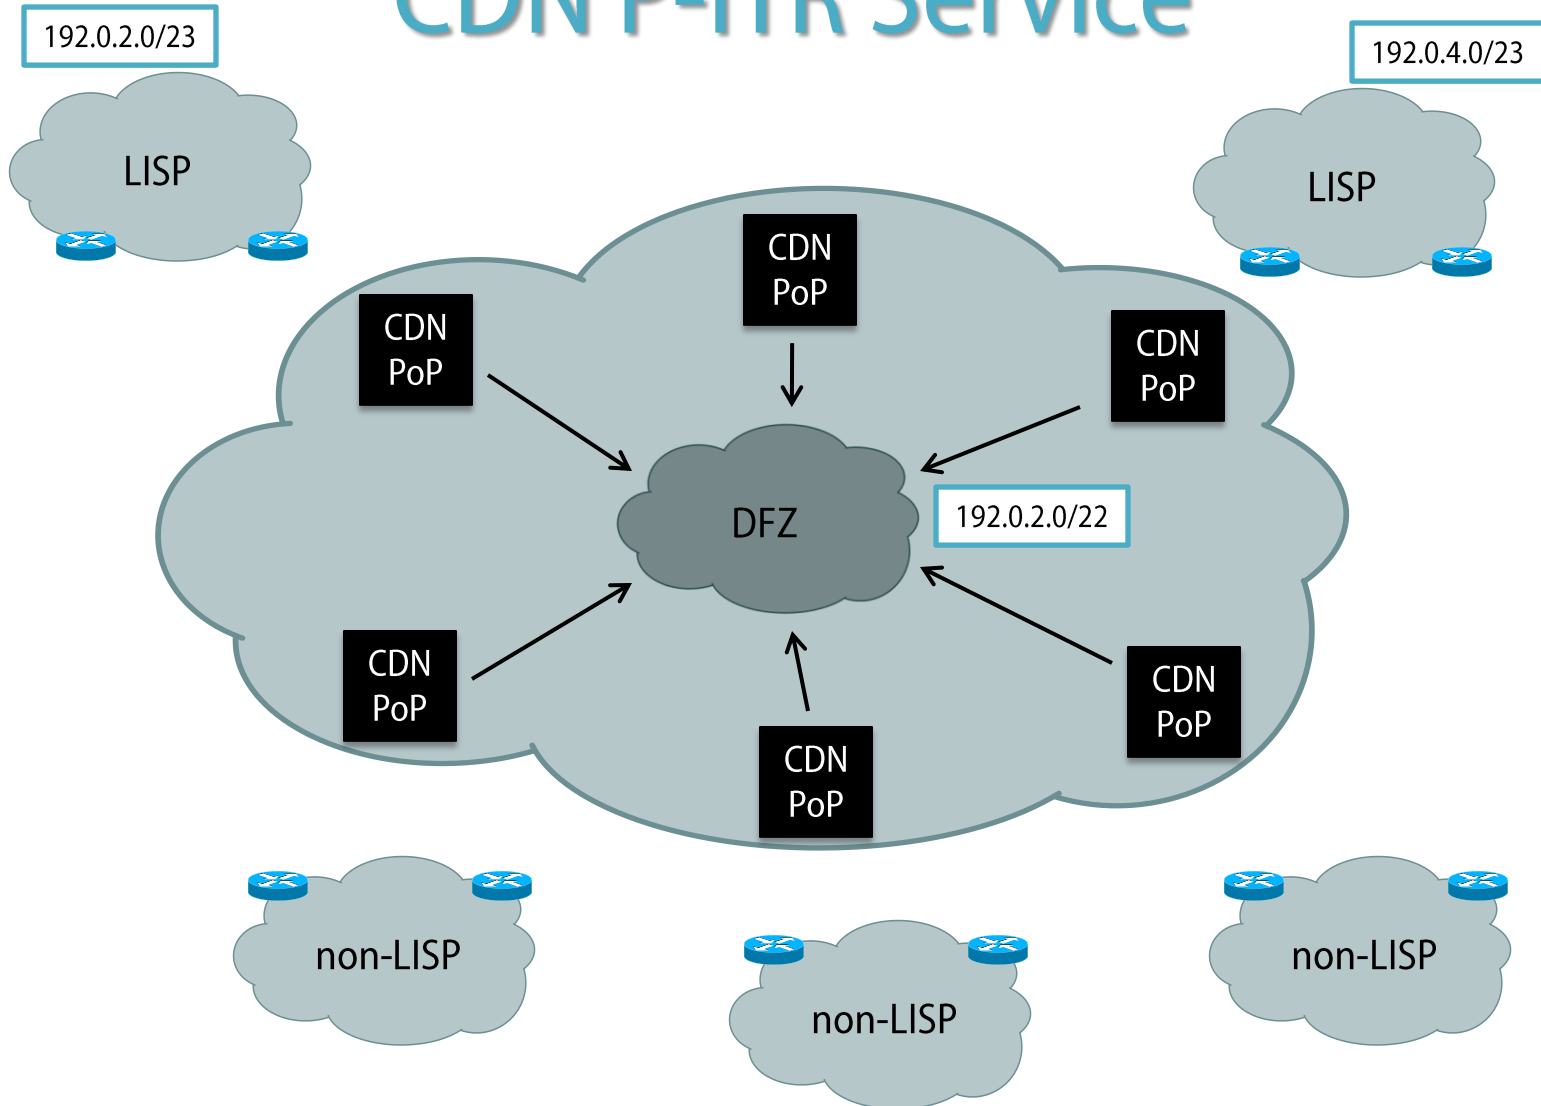 CDN P-ITR Service
192.0.2.0/23
192.0.4.0/23
LISP
LISP
CDN
PoP
CDN
PoP
CDN
PoP
DFZ
192.0.2.0/22
CDN
PoP
CDN
PoP
CDN
PoP
non-LISP
non-LISP
non-LISP